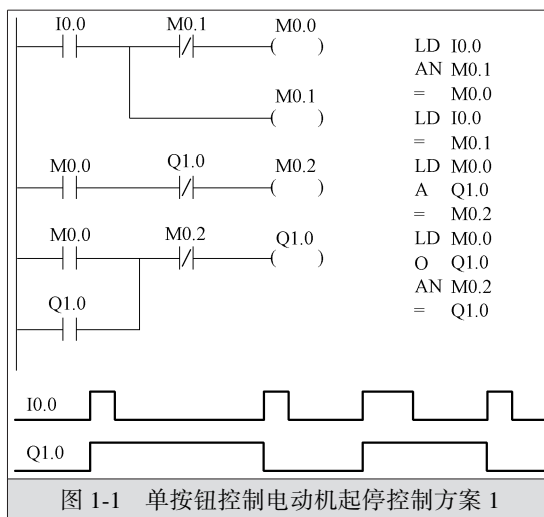 I0.0 M0.1 M0.0
M0.1
M0.0 Q1.0 M0.2
M0.0 M0.2 Q1.0
Q1.0
LD I0.0
AN M0.1
= M0.0
LD I0.0
= M0.1
LD M0.0
A Q1.0
= M0.2
LD M0.0
O Q1.0
AN M0.2
= Q1.0
I0.0
Q1.0
图 1-1 单按钮控制电动机起停控制方案 1